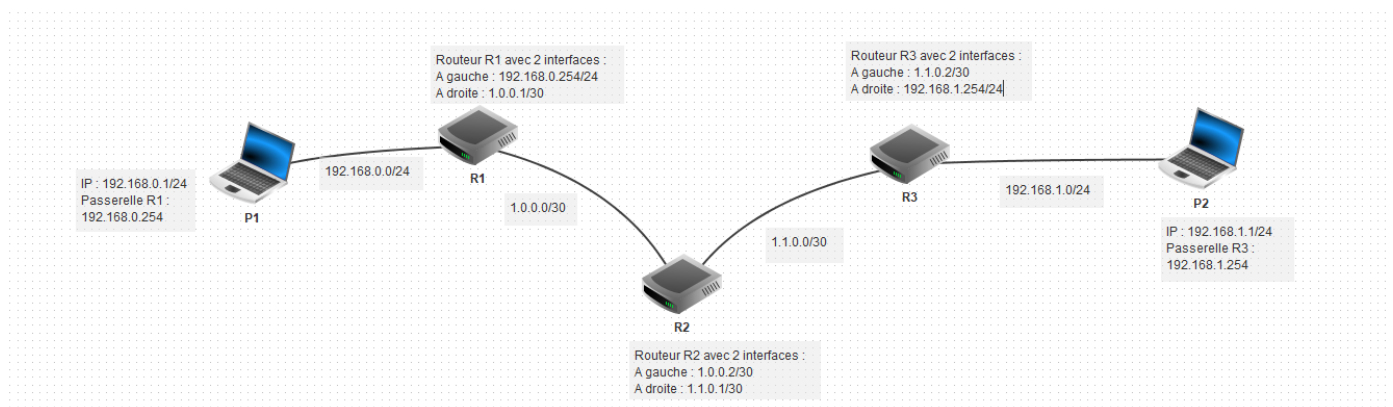 Routeur R1 avec 2 interfaces :
A gauche : 192.168.0.254/24
A droite : 1.0.0.1/30
Routeur R3 avec 2 interfaces :
A gauche : 1.1.0.2/30
A droite : 192.168.1.254/24
IP : 192.168.0.1/24
Passerelle R1 :
192.168.0.254
P1
192.168.0.0/24
R1
1.0.0.0/30
R2
Routeur R2 avec 2 interfaces :
A gauche : 1.0.0.2/30
A droite : 1.1.0.1/30
1.1.0.0/30
R3
192.168.1.0/24
P2
IP : 192.168.1.1/24
Passerelle R3 :
192.168.1.254